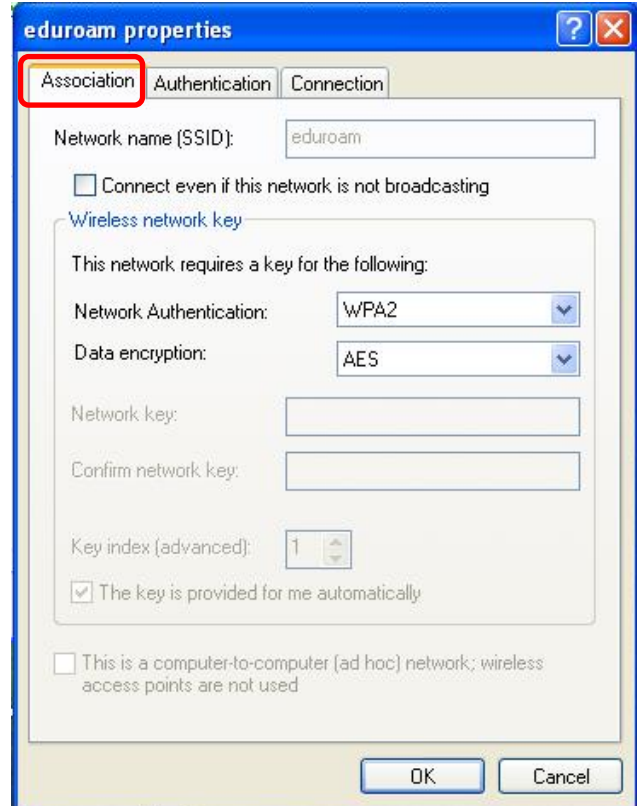 eduroam properties
Association Authentication Connection
Network name (SSID): eduroam
Connect even if this network is not broadcasting
Wireless network key
This network requires a key for the following:
Network Authentication: WPA2
Data encryption: AES
Network key:
Confirm network key:
Key index (advanced): 1
The key is provided for me automatically
This is a computer-to-computer (ad hoc) network; wireless
access points are not used
OK Cancel